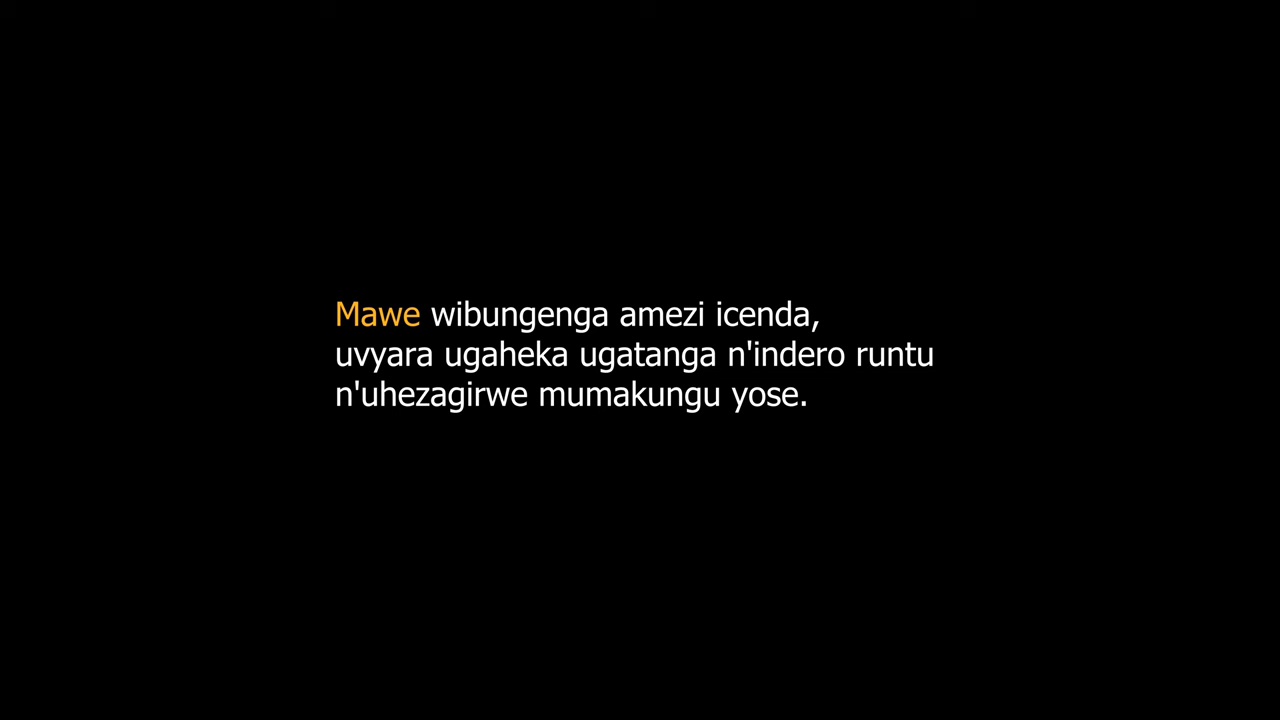 Mawe wibungenga amezi icenda,
uvyara ugaheka ugatanga n'indero runtu
n'uhezagirwe mumakungu yose.